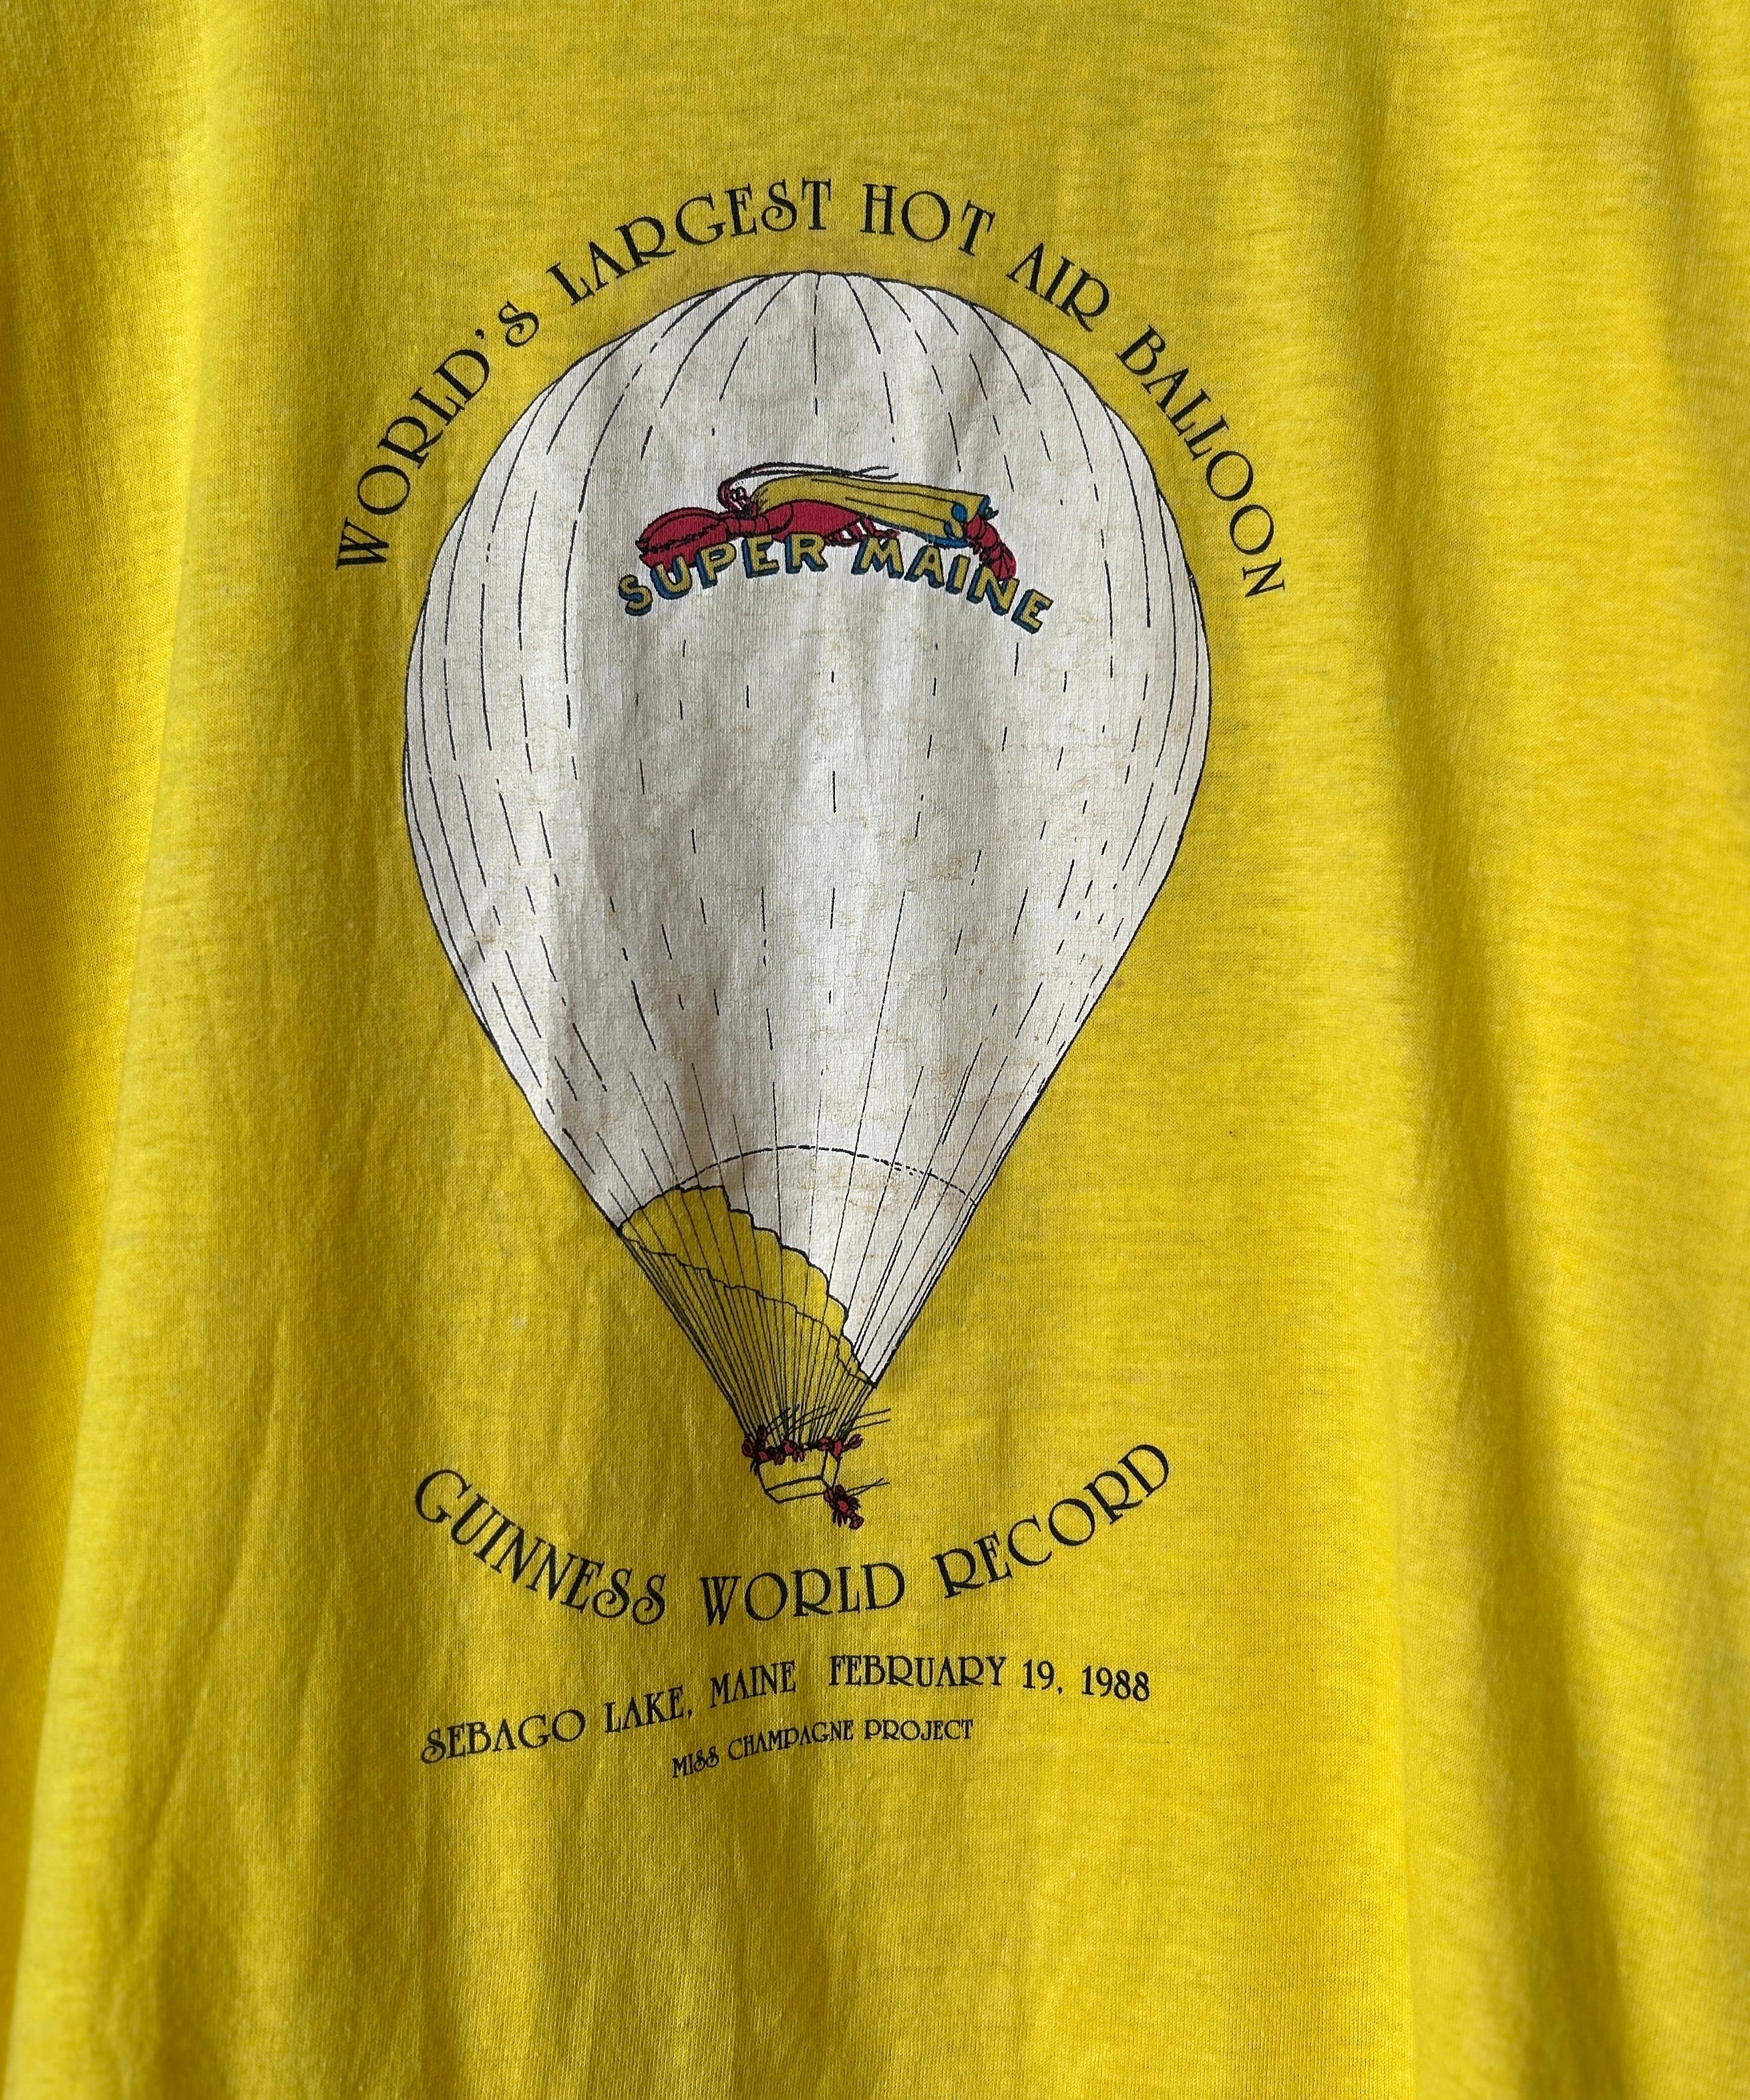 WORLD'S LARGEST HOT AIR BALLOON
SUPER MAINE
GUINNESS WORLD RECORD
SEBAGO LAKE, MAINE FEBRUARY 19, 1988
MISS CHAMPAGNE PROJECT